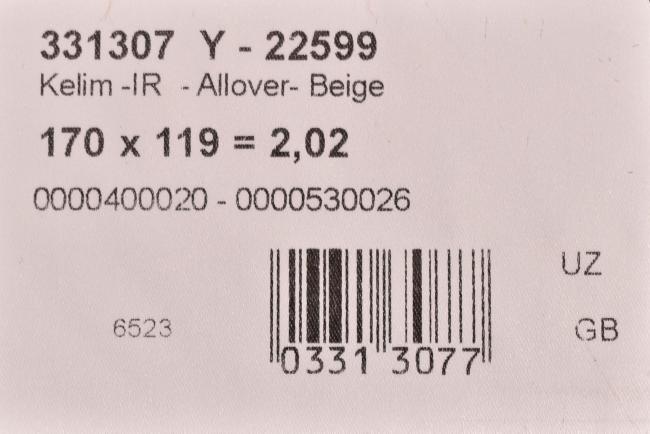 331307 Y - 22599
Kelim -IR - Allover- Beige
170 x 119 = 2,02
0000400020 - 0000530026
UZ
6523
GB
0331 3077